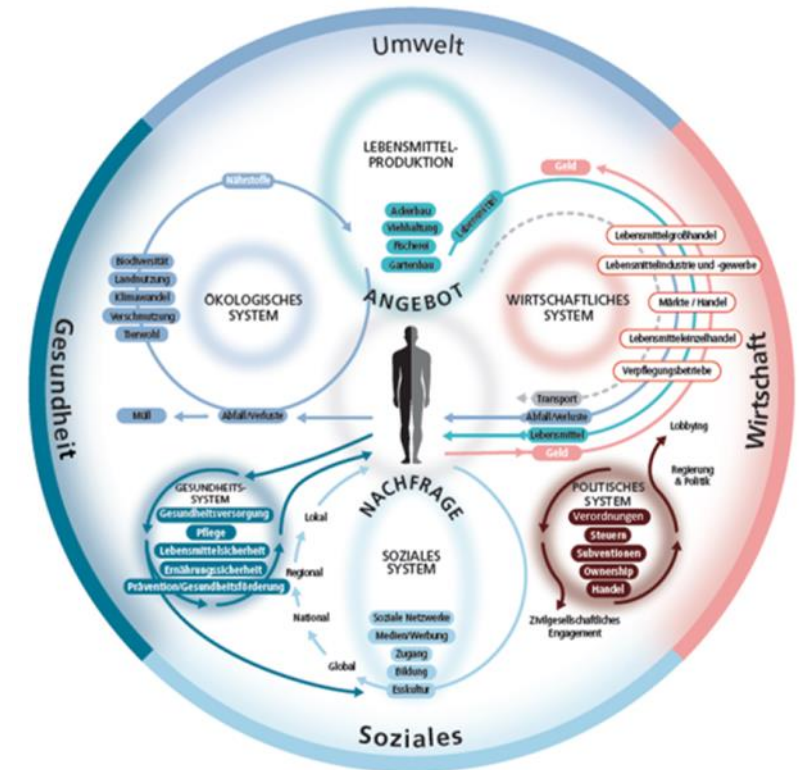 Umwelt
LEBENSMITTEL-
PRODUKTION
Ackerbau
Viehhaltung
Fischerei
Gartenbau
ANGEBOT
Lebensmittel
Geld
Nährstoffe
Biodiversität
Landnutzung
Klimawandel
Verschmutzung
Tierwohl
ÖKOLOGISCHES
SYSTEM
Müll
Abfall/Verluste
WIRTSCHAFTLICHES
SYSTEM
Lebensmittelgroßhandel
Lebensmittelindustrie und -gewerbe
Märkte / Handel
Lebensmitteleinzelhandel
Verpflegungsbetriebe
Transport
Abfall/Verluste
Lebensmittel
Geld
Gesundheit
Wirtschaft
GESUNDHEITS-
SYSTEM
Gesundheitsversorgung
Pflege
Lebensmittelsicherheit
Ernährungssicherheit
Prävention/Gesundheitsförderung
NACHFRAGE
Lokal
Regional
National
Global
SOZIALES
SYSTEM
Soziale Netzwerke
Medien/Werbung
Zugang
Bildung
Esskultur
POLITISCHES
SYSTEM
Verordnungen
Steuern
Subventionen
Ownership
Handel
Lobbying
Regierung
& Politik
ZMlgesellschaftliches
Engagement
Soziales